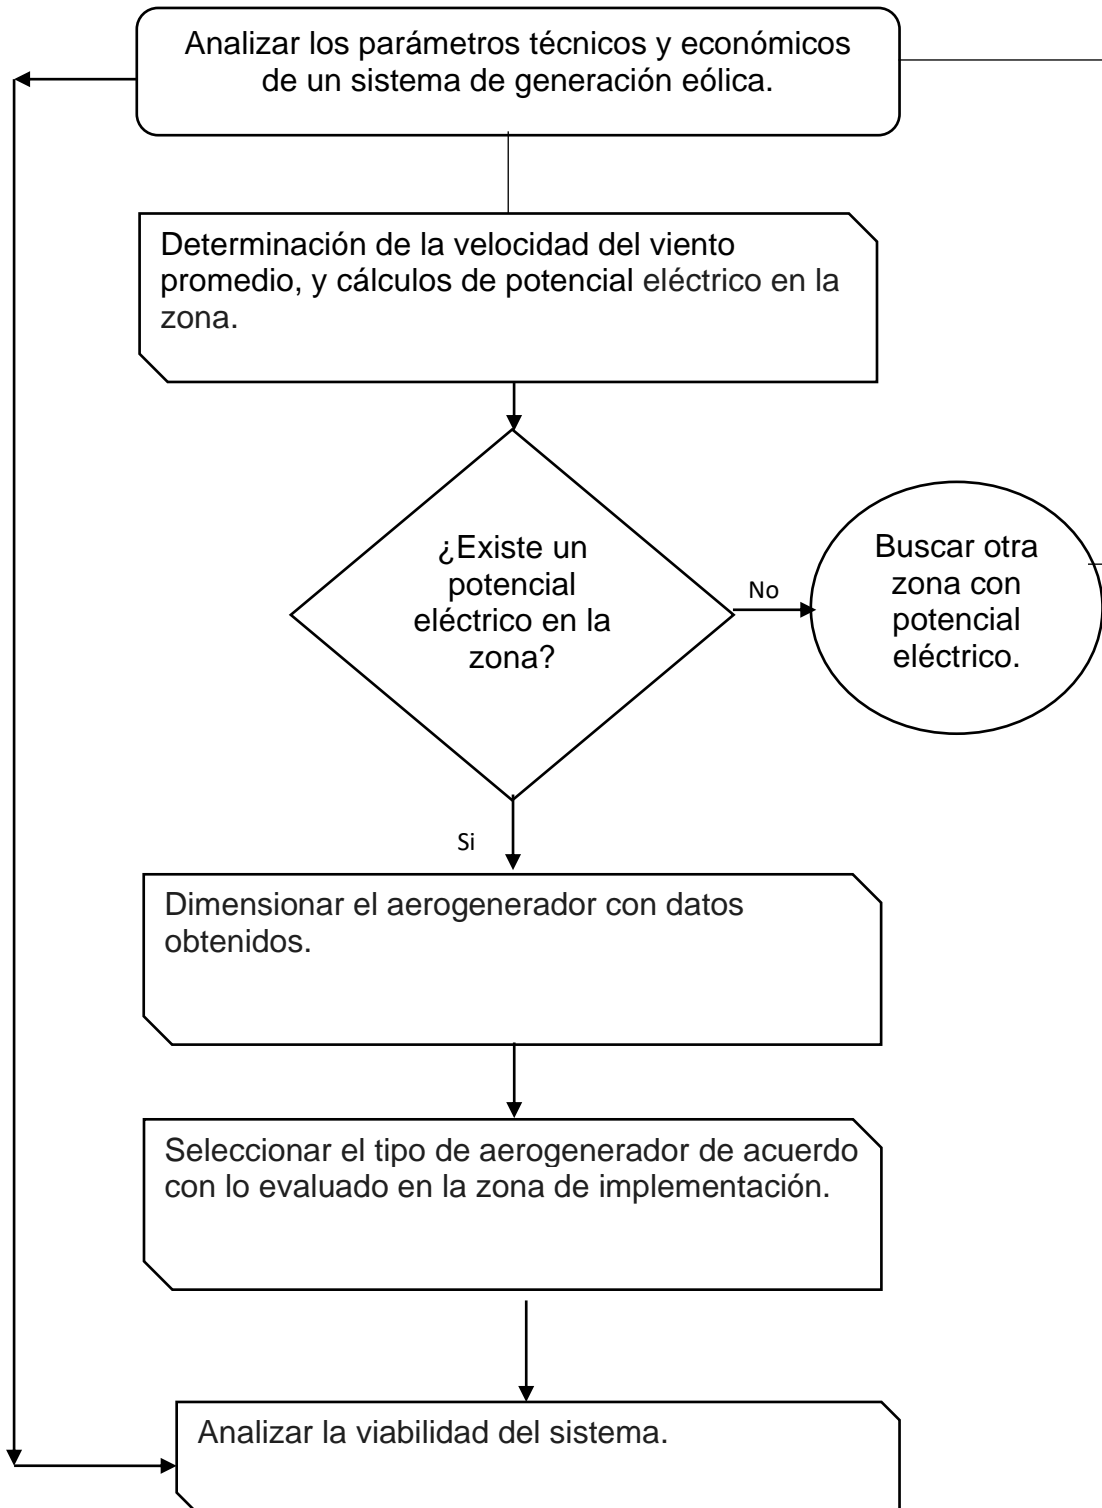 Analizar los parámetros técnicos y económicos
de un sistema de generación eólica.
Determinación de la velocidad del viento
promedio, y cálculos de potencial eléctrico en la
zona.
¿Existe un
potencial
eléctrico en la
zona?
No
Buscar otra
zona con
potencial
eléctrico.
Si
Dimensionar el aerogenerador con datos
obtenidos.
Seleccionar el tipo de aerogenerador de acuerdo
con lo evaluado en la zona de implementación.
Analizar la viabilidad del sistema.